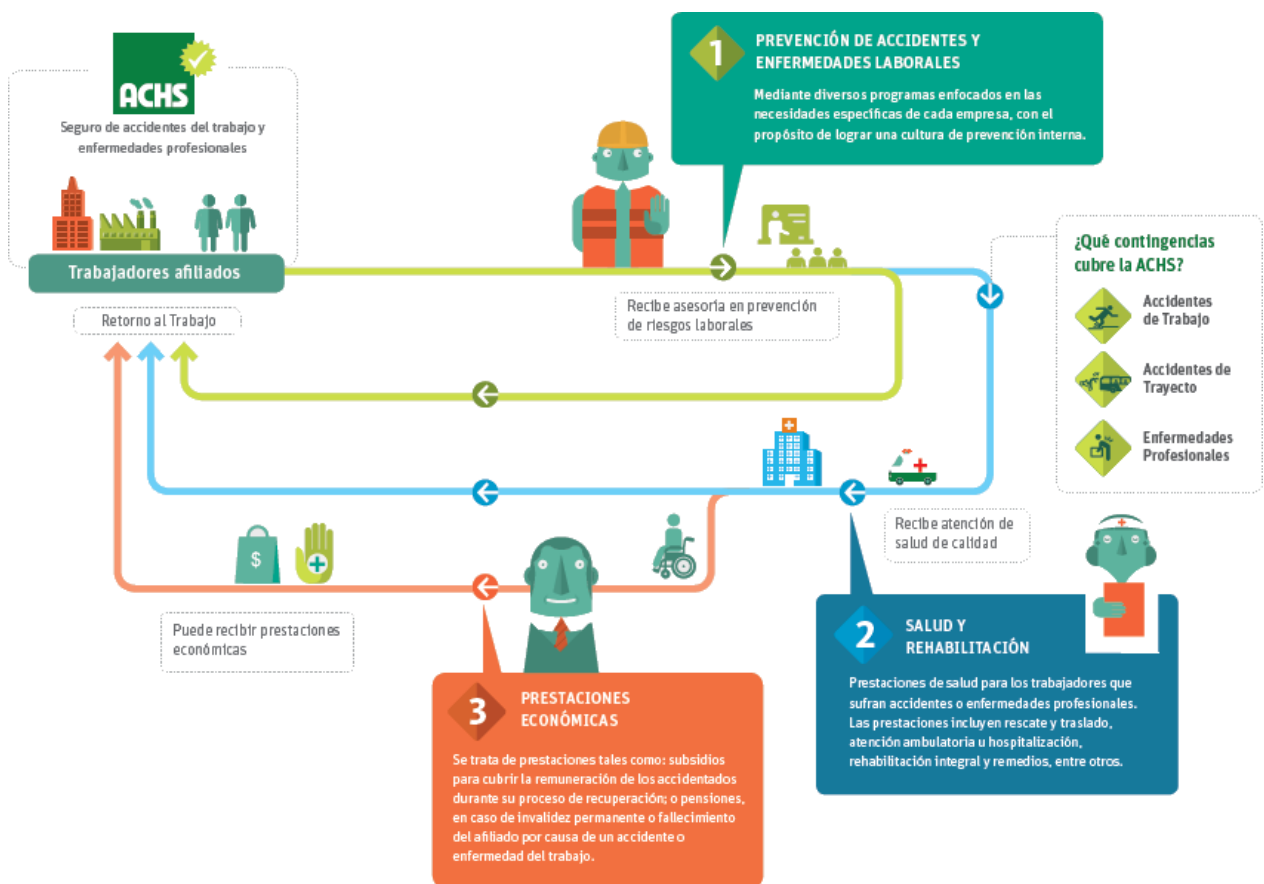 ACHS
Seguro de accidentes del trabajo y
enfermedades profesionales
Trabajadores afiliados
Retorno al Trabajo
1
PREVENCIÓN DE ACCIDENTES Y
ENFERMEDADES LABORALES
Mediante diversos programas enfocados en las
necesidades específicas de cada empresa, con el
propósito de lograr una cultura de prevención interna.
Recibe asesoría en prevención
de riesgos laborales
¿Qué contingencias
cubre la ACHS?
Accidentes
de Trabajo
Accidentes de
Trayecto
Enfermedades
Profesionales
Recibe atención de
salud de calidad
2
SALUD Y
REHABILITACIÓN
Prestaciones de salud para los trabajadores que
sufran accidentes o enfermedades profesionales.
Las prestaciones incluyen rescate y traslado,
atención ambulatoria u hospitalización,
rehabilitación integral y remedios, entre otros.
$
Puede recibir prestaciones
económicas
3
PRESTACIONES
ECONÓMICAS
Se trata de prestaciones tales como: subsidios
para cubrir la remuneración de los accidentados
durante su proceso de recuperación; o pensiones,
en caso de invalidez permanente o fallecimiento
del afiliado por causa de un accidente o
enfermedad del trabajo.